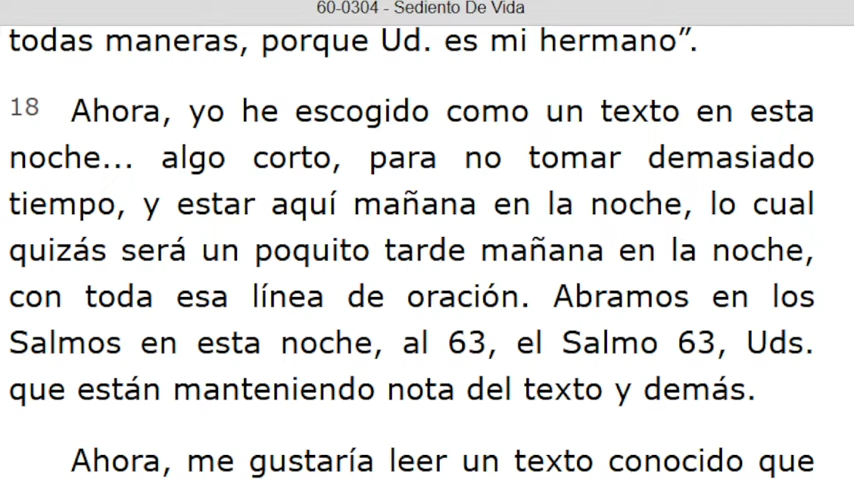 60-0304 - Sediento De Vida
todas maneras, porque Ud. es mi hermano”.
18 Ahora, yo he escogido como un texto en esta
noche... algo corto, para no tomar demasiado
tiempo, y estar aquí mañana en la noche, lo cual
quizás será un poquito tarde mañana en la noche,
con toda esa línea de oración. Abramos en los
Salmos en esta noche, al 63, el Salmo 63, Uds.
que están manteniendo nota del texto y demás.
Ahora, me gustaría leer un texto conocido que